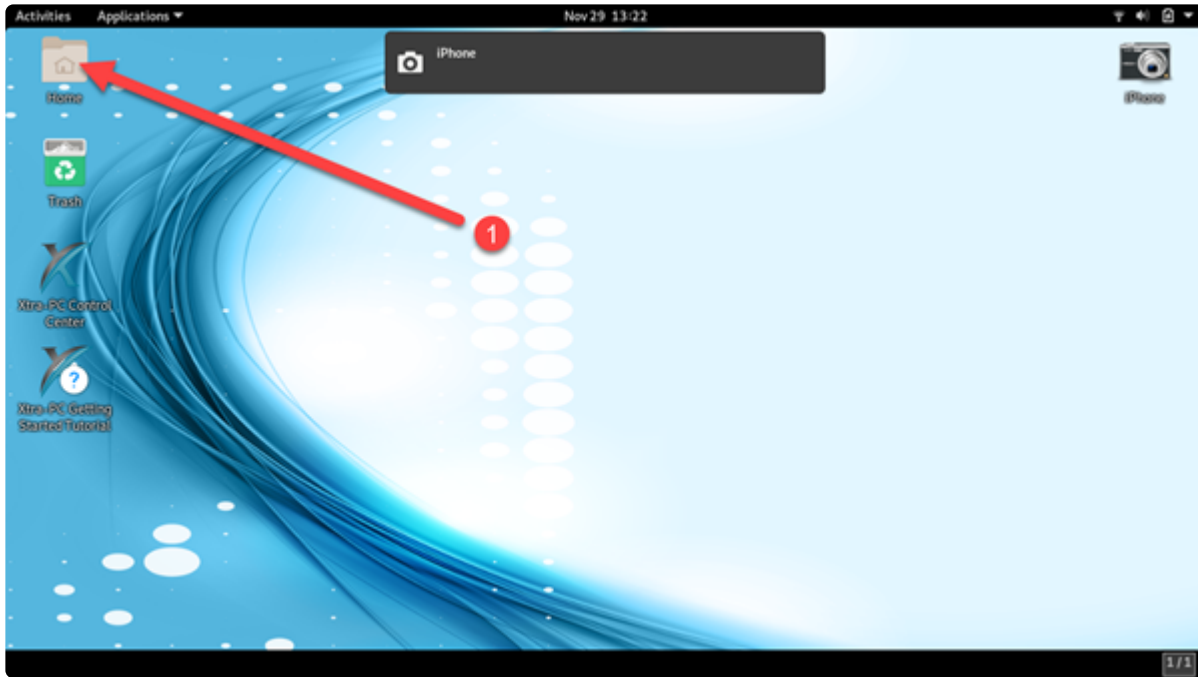 Activities Applications Nov 29 13:22
iPhone
Home
iPhone
Trash
1
Xtra-PC Control
Center
?
Xtra-PC Getting
Started Tutorial
1/1